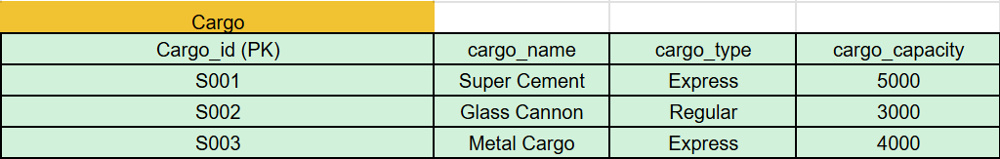 Cargo
Cargo_id (PK) cargo_name cargo_type cargo_capacity
S001 Super Cement Express 5000
S002 Glass Cannon Regular 3000
S003 Metal Cargo Express 4000